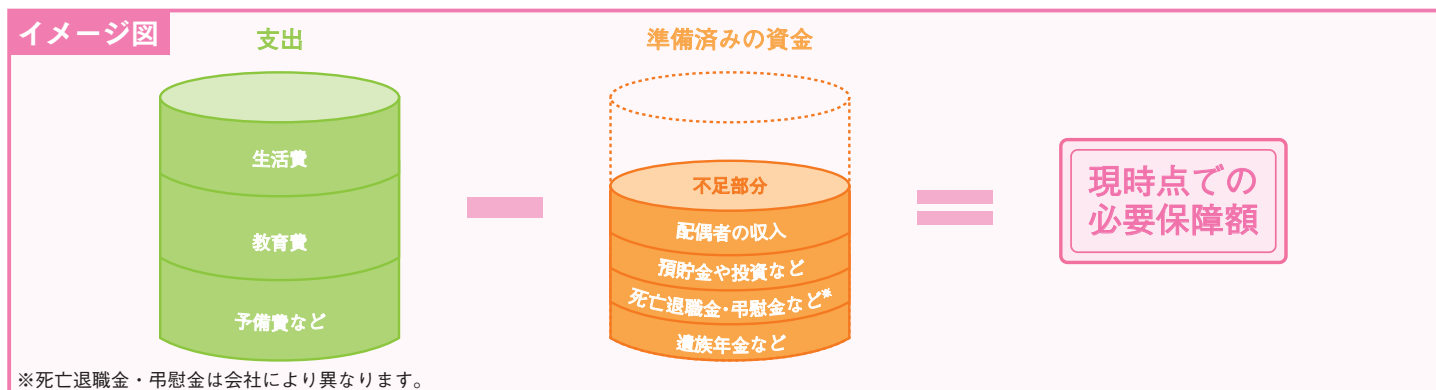 イメージ図
支出
準備済みの資金
生活費
教育費
予備費など
不足部分
配偶者の収入
預貯金や投資など
死亡退職金・弔慰金など※
遺族年金など
現時点での
必要保障額
※死亡退職金・弔慰金は会社により異なります。